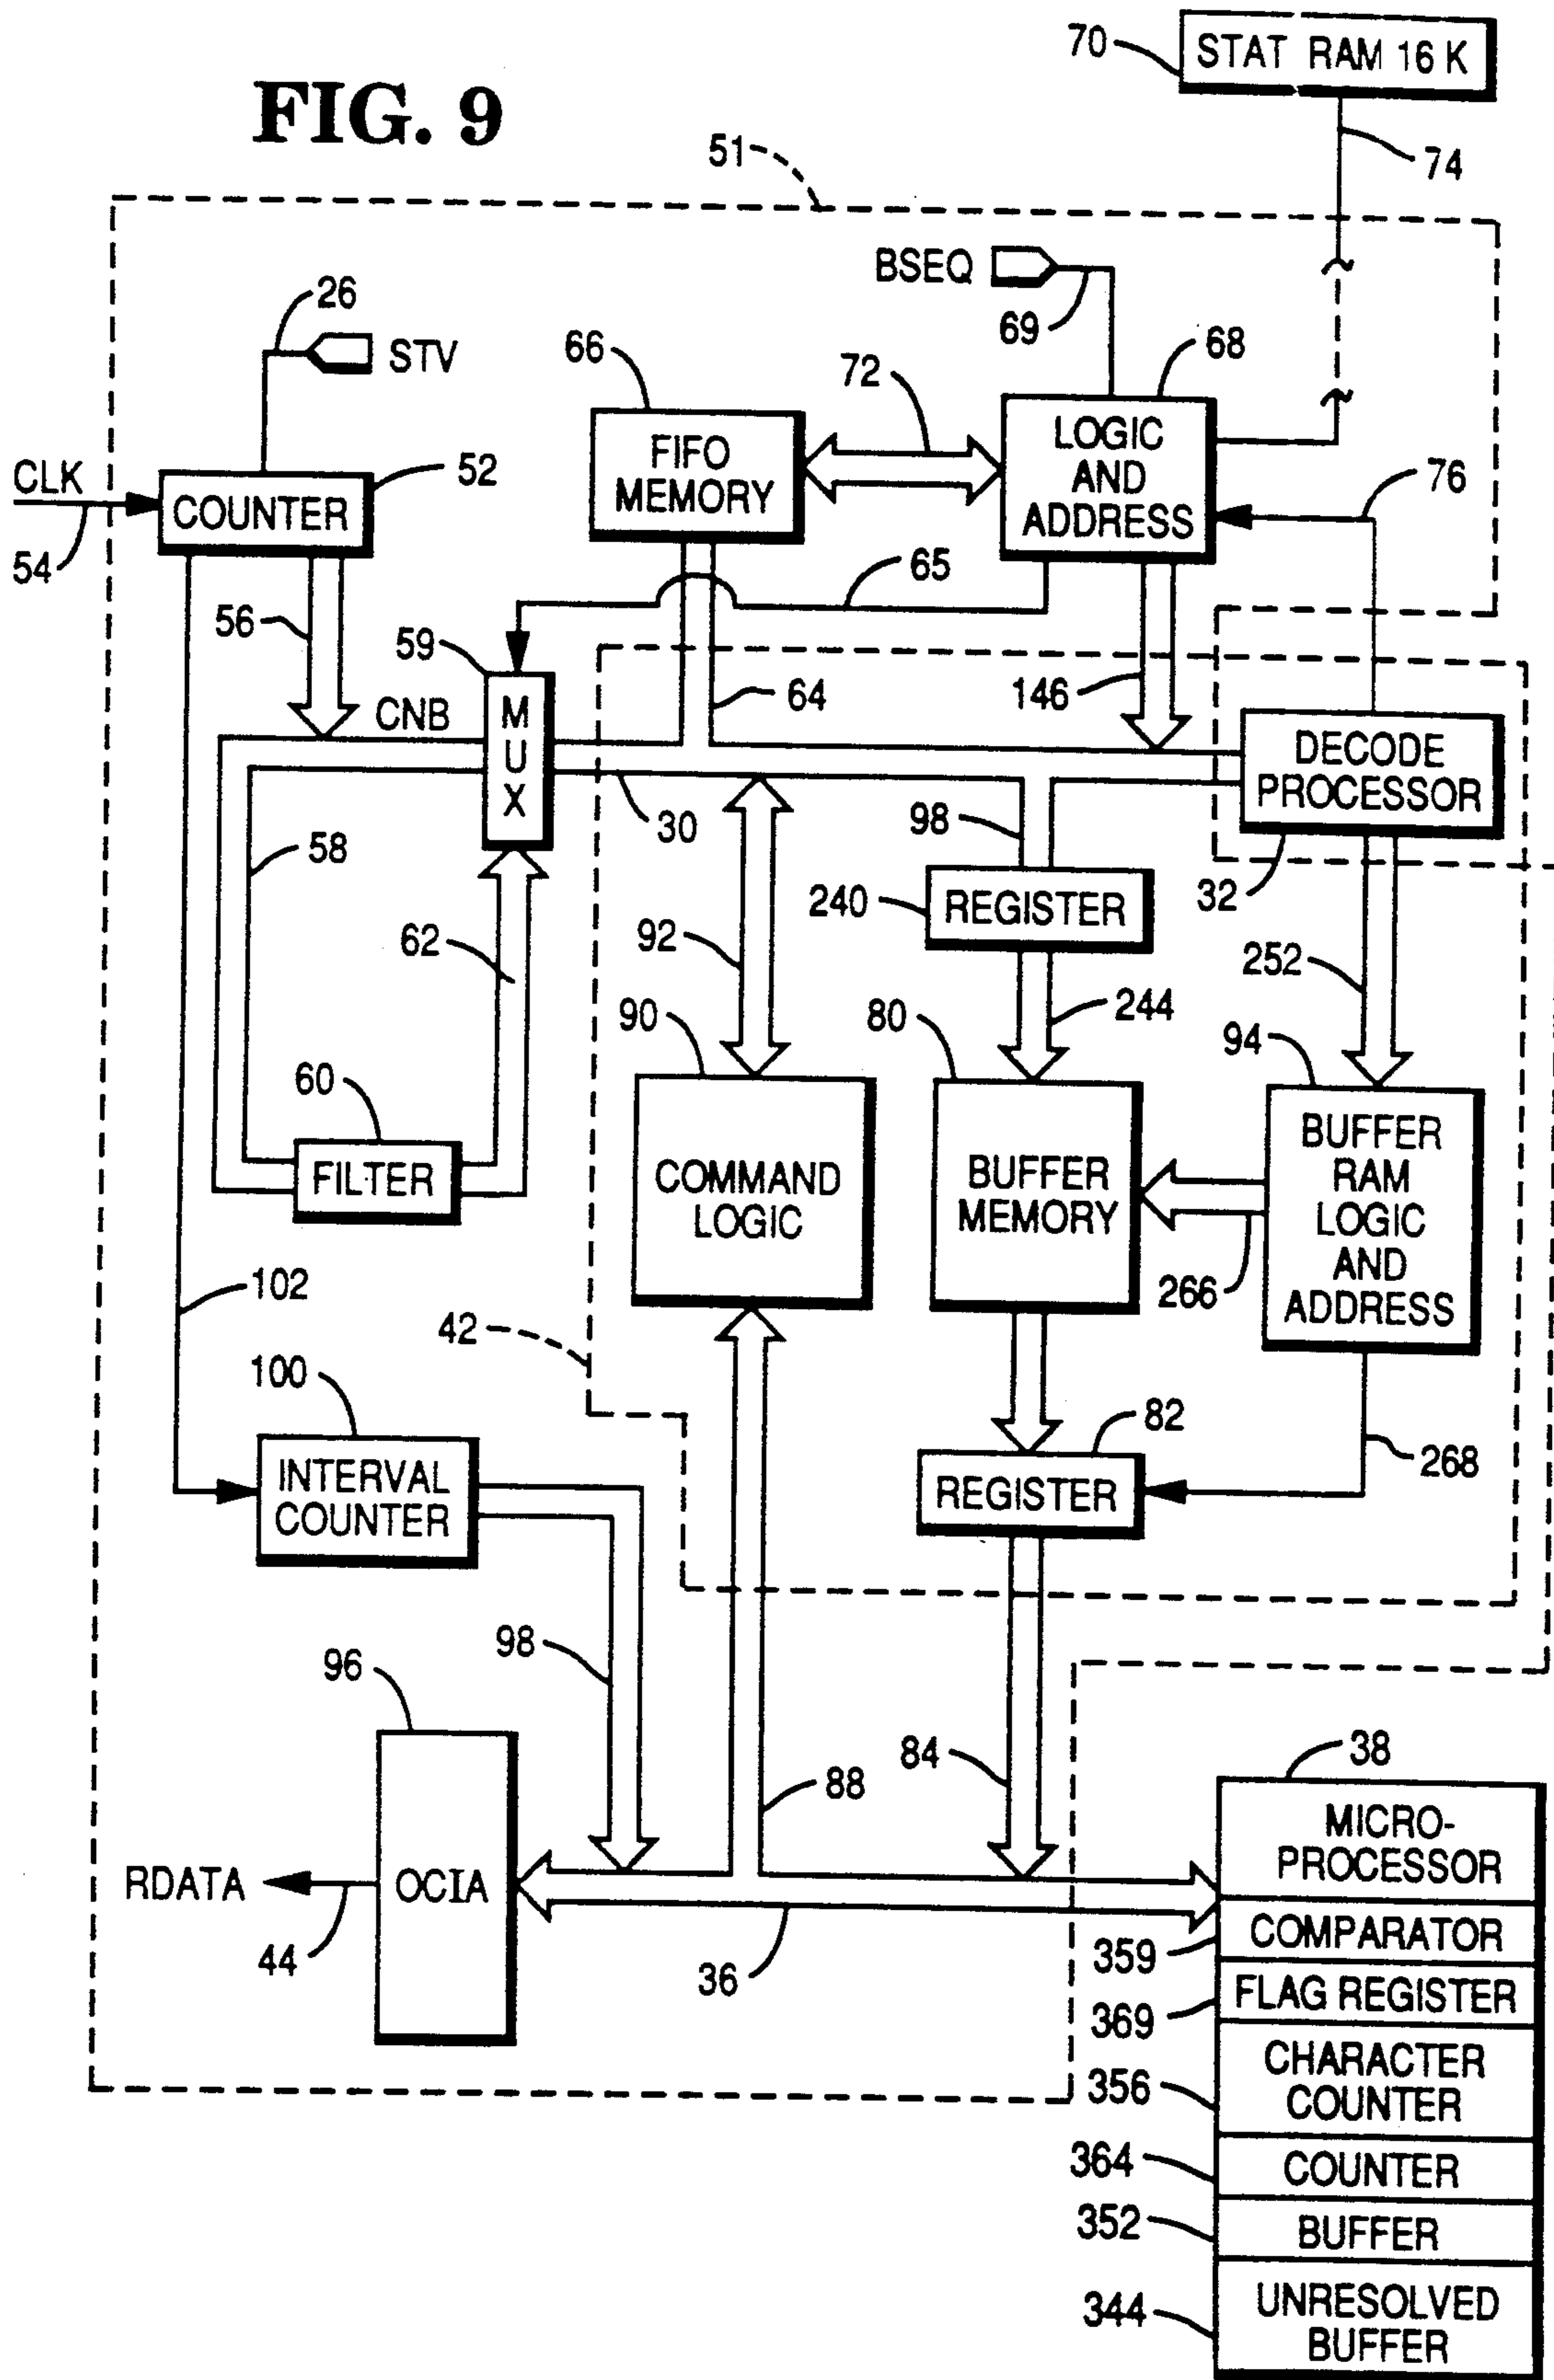 FIG. 9
70
STAT RAM 16 K
74
51
BSEQ
69
68
26
STV
66
72
FIFO
MEMORY
LOGIC
AND
ADDRESS
76
CLK
52
COUNTER
54
65
56
59
CNB
MUX
64
146
DECODE
PROCESSOR
30
98
32
58
240
REGISTER
62
92
252
244
90
80
94
60
FILTER
COMMAND
LOGIC
BUFFER
MEMORY
BUFFER
RAM
LOGIC
AND
ADDRESS
266
102
42
100
82
268
INTERVAL
COUNTER
REGISTER
98
96
84
88
38
MICRO-
PROCESSOR
RDATA
OCIA
44
36
359
COMPARATOR
369
FLAG REGISTER
356
CHARACTER
COUNTER
364
COUNTER
352
BUFFER
344
UNRESOLVED
BUFFER